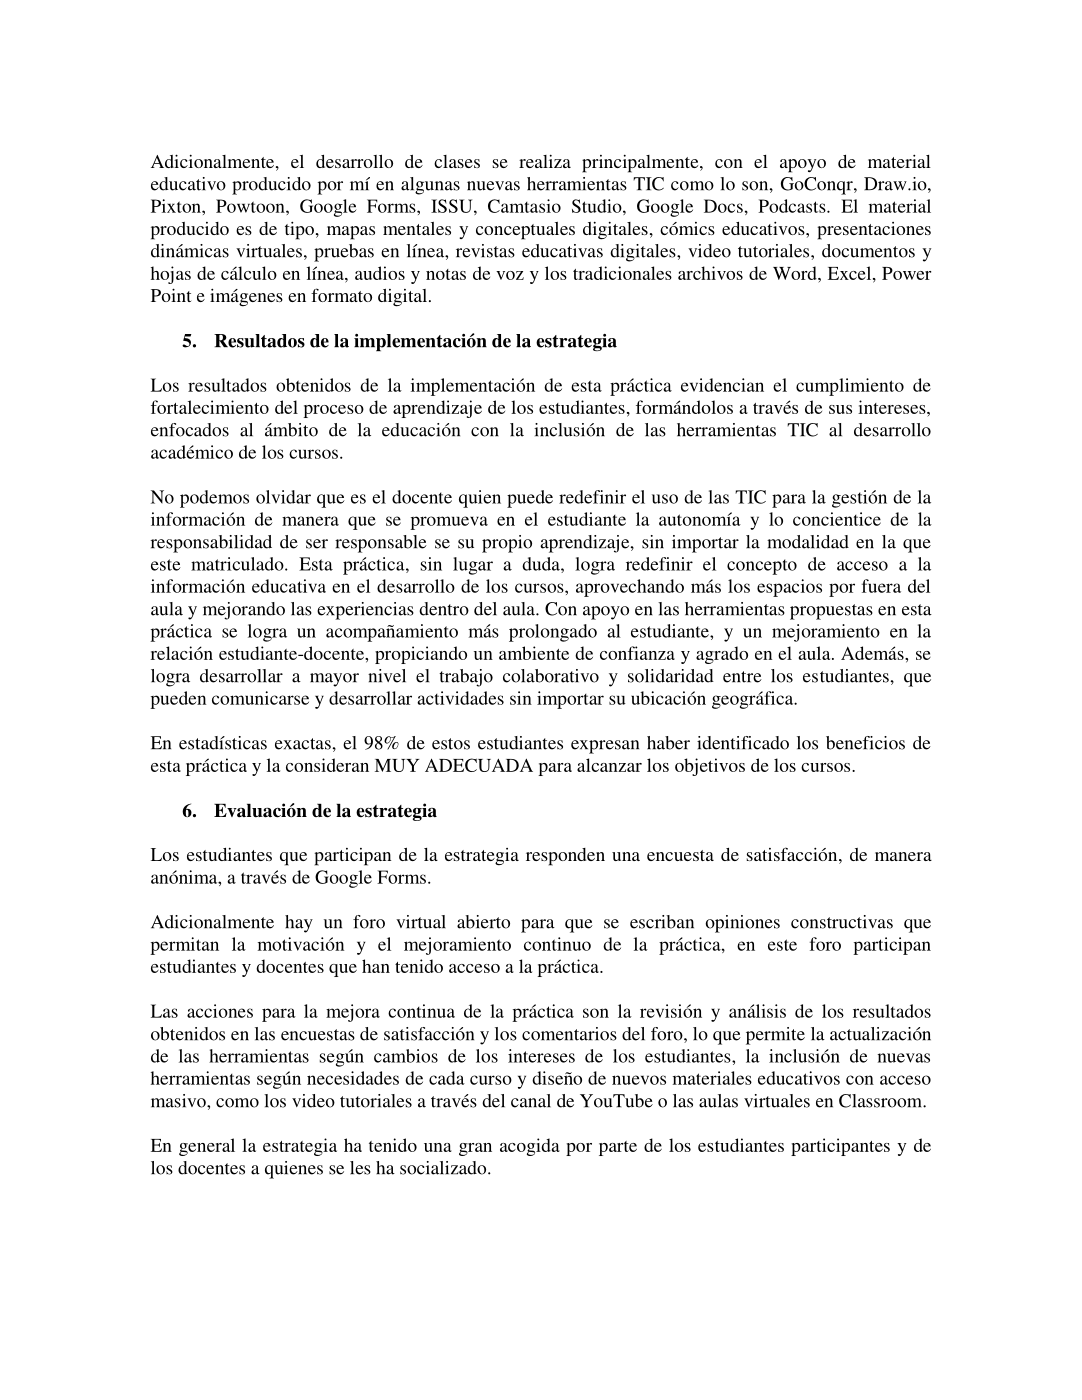 Adicionalmente, el desarrollo de clases se realiza principalmente, con el apoyo de material
educativo producido por mí en algunas nuevas herramientas TIC como lo son, GoConqr, Draw.io,
Pixton, Powtoon, Google Forms, ISSU, Camtasio Studio, Google Docs, Podcasts. El material
producido es de tipo, mapas mentales y conceptuales digitales, cómics educativos, presentaciones
dinámicas virtuales, pruebas en línea, revistas educativas digitales, video tutoriales, documentos y
hojas de cálculo en línea, audios y notas de voz y los tradicionales archivos de Word, Excel, Power
Point e imágenes en formato digital.
5. Resultados de la implementación de la estrategia
Los resultados obtenidos de la implementación de esta práctica evidencian el cumplimiento de
fortalecimiento del proceso de aprendizaje de los estudiantes, formándolos a través de sus intereses,
enfocados al ámbito de la educación con la inclusión de las herramientas TIC al desarrollo
académico de los cursos.
No podemos olvidar que es el docente quien puede redefinir el uso de las TIC para la gestión de la
información de manera que se promueva en el estudiante la autonomía y lo concientice de la
responsabilidad de ser responsable se su propio aprendizaje, sin importar la modalidad en la que
este matriculado. Esta práctica, sin lugar a duda, logra redefinir el concepto de acceso a la
información educativa en el desarrollo de los cursos, aprovechando más los espacios por fuera del
aula y mejorando las experiencias dentro del aula. Con apoyo en las herramientas propuestas en esta
práctica se logra un acompañamiento más prolongado al estudiante, y un mejoramiento en la
relación estudiante-docente, propiciando un ambiente de confianza y agrado en el aula. Además, se
logra desarrollar a mayor nivel el trabajo colaborativo y solidaridad entre los estudiantes, que
pueden comunicarse y desarrollar actividades sin importar su ubicación geográfica.
En estadísticas exactas, el 98% de estos estudiantes expresan haber identificado los beneficios de
esta práctica y la consideran MUY ADECUADA para alcanzar los objetivos de los cursos.
6. Evaluación de la estrategia
Los estudiantes que participan de la estrategia responden una encuesta de satisfacción, de manera
anónima, a través de Google Forms.
Adicionalmente hay un foro virtual abierto para que se escriban opiniones constructivas que
permitan la motivación y el mejoramiento continuo de la práctica, en este foro participan
estudiantes y docentes que han tenido acceso a la práctica.
Las acciones para la mejora continua de la práctica son la revisión y análisis de los resultados
obtenidos en las encuestas de satisfacción y los comentarios del foro, lo que permite la actualización
de las herramientas según cambios de los intereses de los estudiantes, la inclusión de nuevas
herramientas según necesidades de cada curso y diseño de nuevos materiales educativos con acceso
masivo, como los video tutoriales a través del canal de YouTube o las aulas virtuales en Classroom.
En general la estrategia ha tenido una gran acogida por parte de los estudiantes participantes y de
los docentes a quienes se les ha socializado.